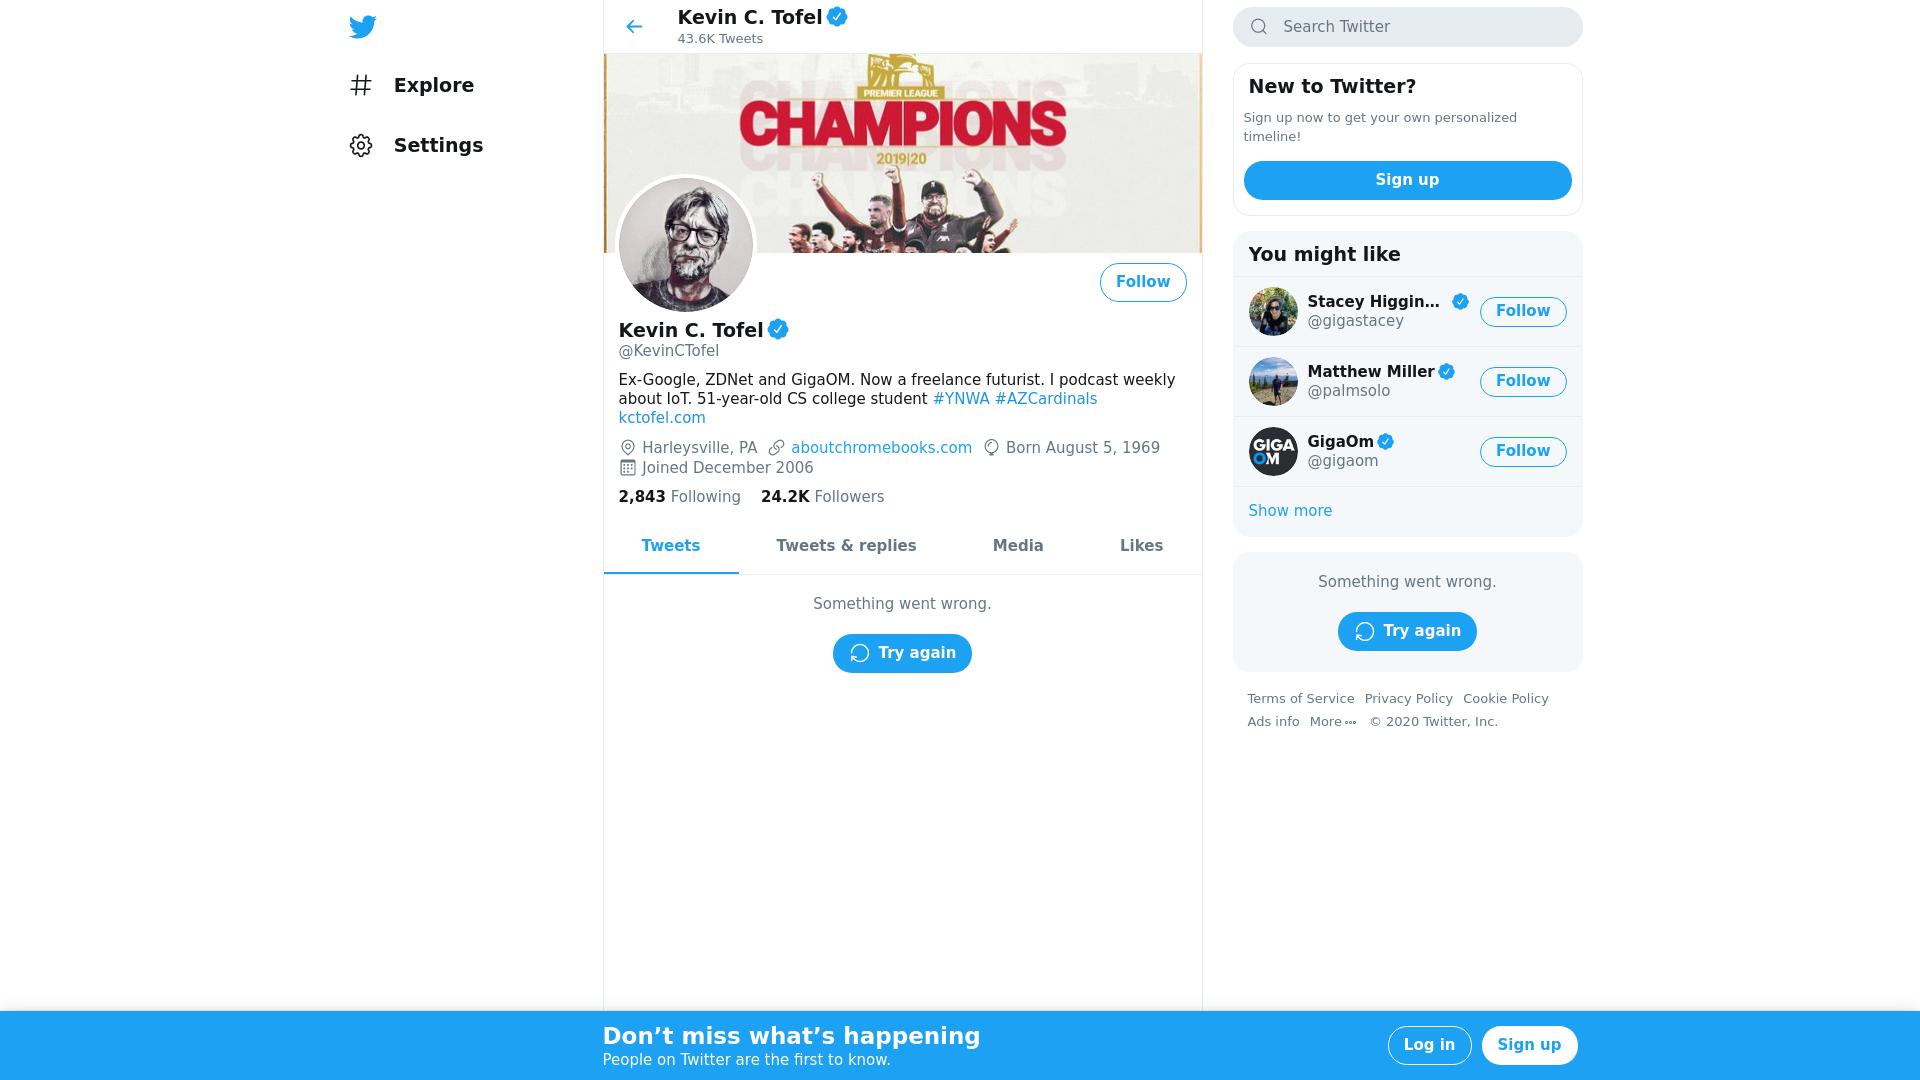 Explore
Settings
Kevin C. Tofel
43.6K Tweets
PREMIER LEAGUE
CHAMPIONS
2019|20
Follow
Kevin C. Tofel
@KevinCTofel
Ex-Google, ZDNet and GigaOM. Now a freelance futurist. I podcast weekly
about IoT. 51-year-old CS college student #YNWA #AZCardinals
kctofel.com
Harleysville, PA aboutchromebooks.com Born August 5, 1969
Joined December 2006
2,843 Following 24.2K Followers
Tweets Tweets & replies Media Likes
Something went wrong.
Try again
Search Twitter
New to Twitter?
Sign up now to get your own personalized
timeline!
Sign up
You might like
Stacey Higgin...
@gigastacey
Follow
Matthew Miller
@palmsolo
Follow
GIGA
OM
GigaOm
@gigaom
Follow
Show more
Something went wrong.
Try again
Terms of Service Privacy Policy Cookie Policy
Ads info More © 2020 Twitter, Inc.
Don’t miss what’s happening
People on Twitter are the first to know.
Log in Sign up